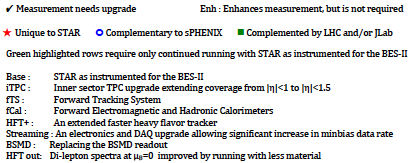 ✔ Measurement needs upgrade Enh : Enhances measurement, but is not required
★ Unique to STAR O Complementary to sPHENIX ■ Complemented by LHC and/or JLab
Green highlighted rows require only continued running with STAR as instrumented for the BES-II
Base : STAR as instrumented for the BES-II
iTPC : Inner sector TPC upgrade extending coverage from |η|<1 to |η|<1.5
fTS : Forward Tracking System
fCal : Forward Electromagnetic and Hadronic Calorimeters
HFT+ : An extended faster heavy flavor tracker
Streaming : An electronics and DAQ upgrade allowing significant increase in minbias data rate
BSMD : Replacing the BSMD readout
HFT out: Di-lepton spectra at μB=0 improved by running with less material